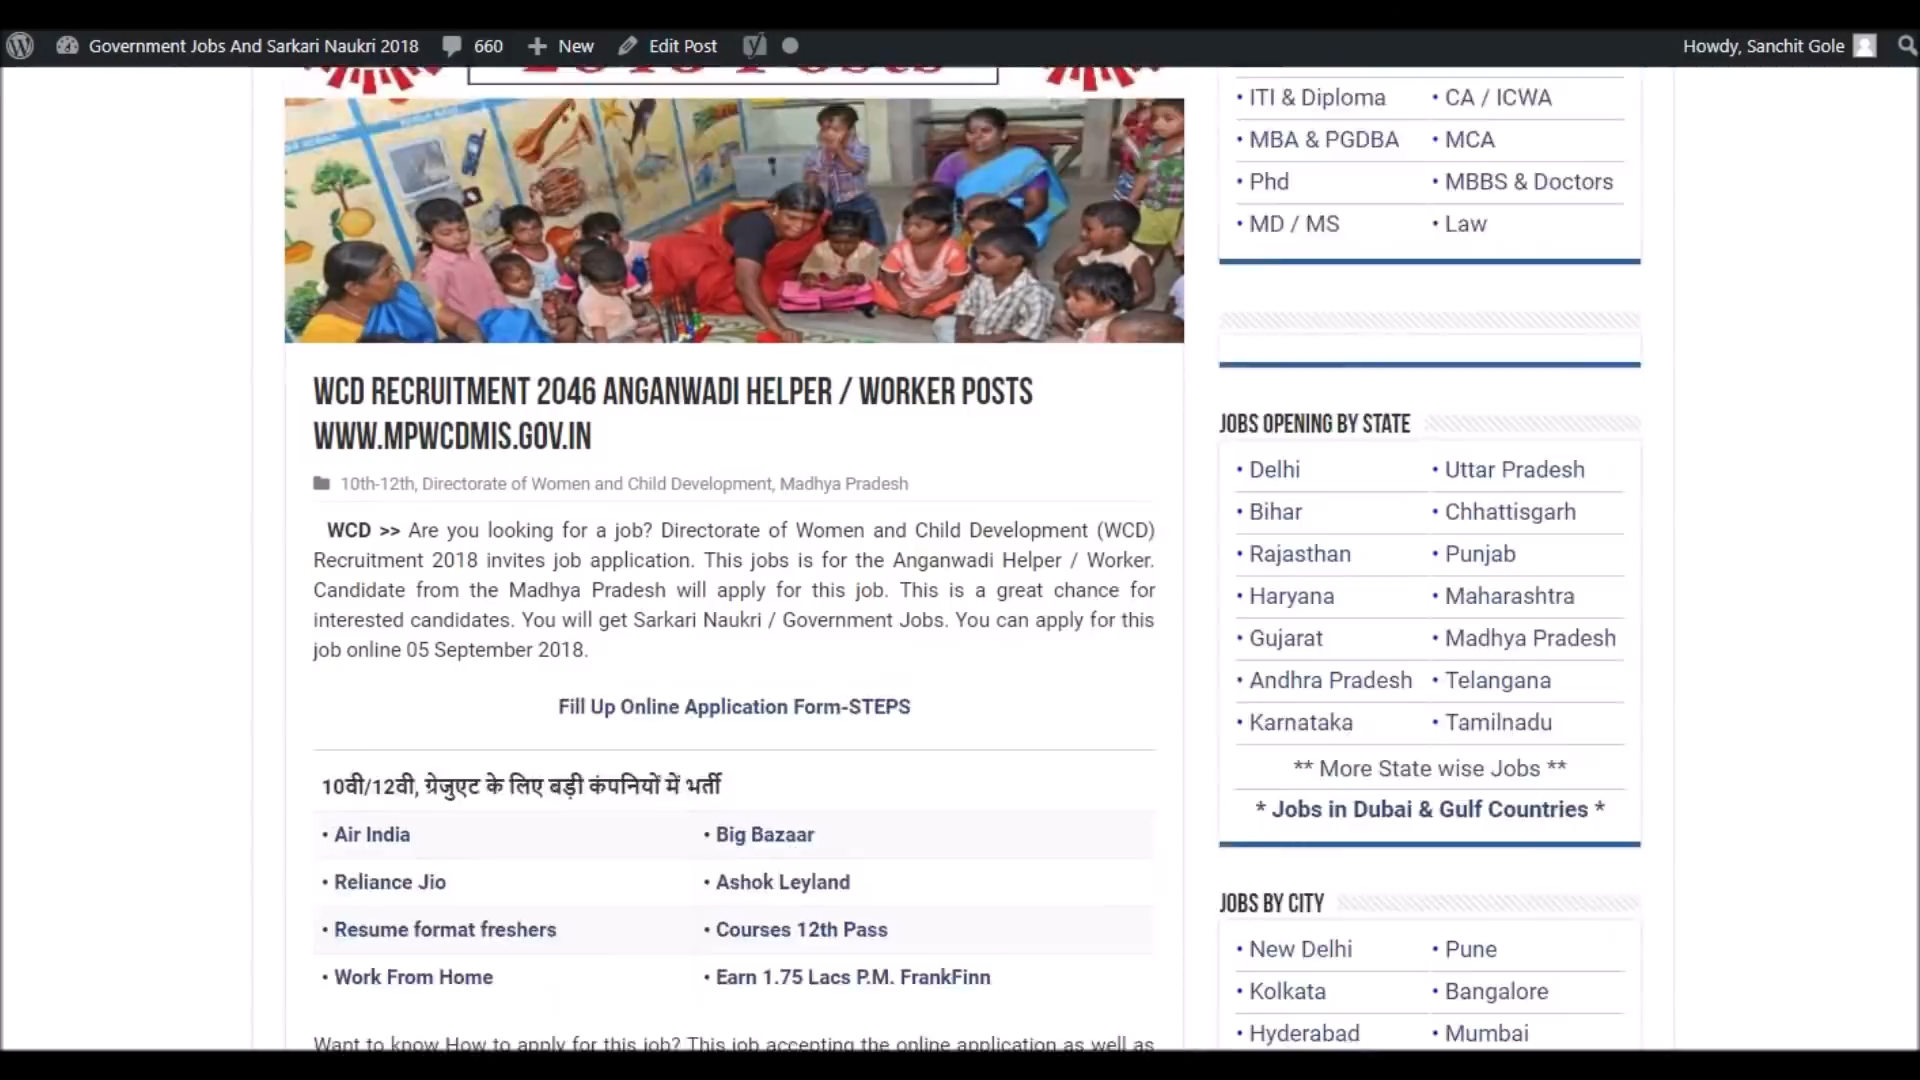 Government Jobs And Sarkari Naukri 2018 660 New Edit Post Howdy, Sanchit Gole
WCD RECRUITMENT 2046 ANGANWADI HELPER / WORKER POSTS
WWW.MPWCDMIS.GOV.IN
10th-12th, Directorate of Women and Child Development, Madhya Pradesh
WCD >> Are you looking for a job? Directorate of Women and Child Development (WCD)
Recruitment 2018 invites job application. This jobs is for the Anganwadi Helper / Worker.
Candidate from the Madhya Pradesh will apply for this job. This is a great chance for
interested candidates. You will get Sarkari Naukri / Government Jobs. You can apply for this
job online 05 September 2018.
Fill Up Online Application Form-STEPS
10वी/12वी, ग्रेजुएट के लिए बड़ी कंपनियों में भर्ती
• Air India • Big Bazaar
• Reliance Jio • Ashok Leyland
• Resume format freshers • Courses 12th Pass
• Work From Home • Earn 1.75 Lacs P.M. FrankFinn
Want to know How to apply for this job? This job accepting the online application as well as
• ITI & Diploma • CA / ICWA
• MBA & PGDBA • MCA
• Phd • MBBS & Doctors
• MD / MS • Law
JOBS OPENING BY STATE
• Delhi • Uttar Pradesh
• Bihar • Chhattisgarh
• Rajasthan • Punjab
• Haryana • Maharashtra
• Gujarat • Madhya Pradesh
• Andhra Pradesh • Telangana
• Karnataka • Tamilnadu
** More State wise Jobs **
* Jobs in Dubai & Gulf Countries *
JOBS BY CITY
• New Delhi • Pune
• Kolkata • Bangalore
• Hyderabad • Mumbai